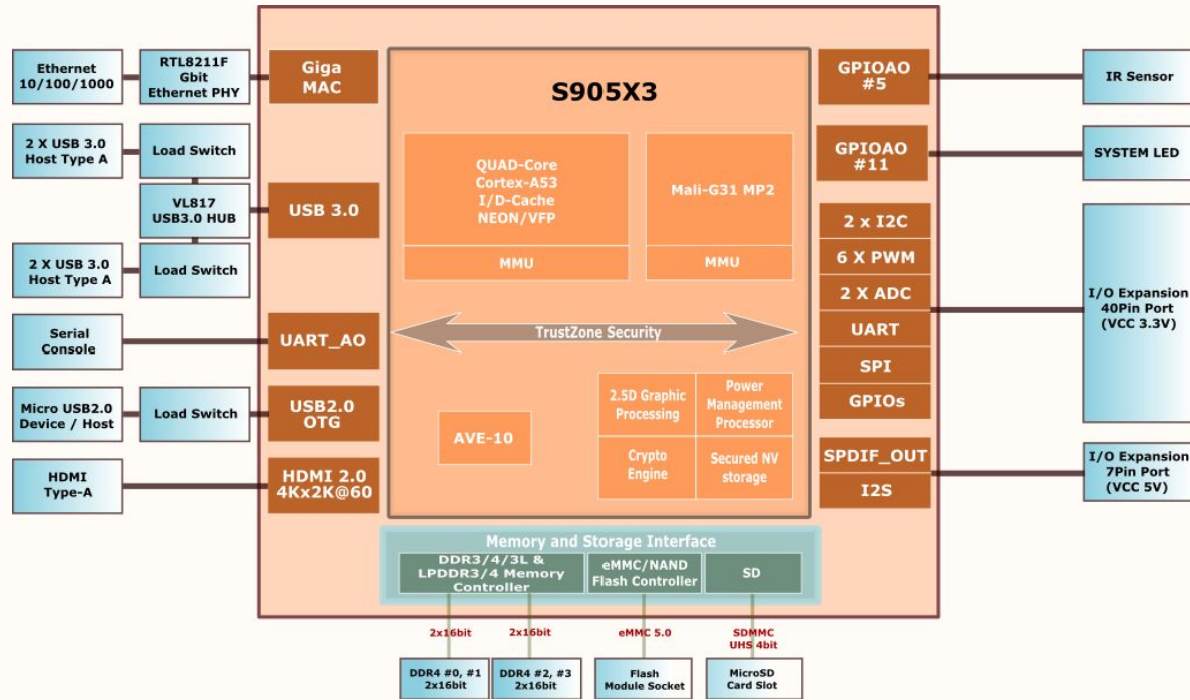 Ethernet
10/100/1000
RTL8211F
Gbit
Ethernet PHY
Giga
MAC
2 X USB 3.0
Host Type A
Load Switch
VL817
USB3.0 HUB
USB 3.0
2 X USB 3.0
Host Type A
Load Switch
Serial
Console
UART_AO
Micro USB2.0
Device / Host
Load Switch
USB2.0
OTG
HDMI
Type-A
HDMI 2.0
4Kx2K@60
S905X3
QUAD-Core
Cortex-A53
I/D-Cache
NEON/VFP
MMU
Mali-G31 MP2
MMU
TrustZone Security
AVE-10
2.5D Graphic
Processing
Power
Management
Processor
Crypto
Engine
Secured NV
storage
GPIOAO
#5
IR Sensor
GPIOAO
#11
SYSTEM LED
2 x I2C
6 X PWM
2 X ADC
UART
SPI
GPIOs
I/O Expansion
40Pin Port
(VCC 3.3V)
SPDIF_OUT
I2S
I/O Expansion
7Pin Port
(VCC 5V)
Memory and Storage Interface
DDR3/4/3L &
LPDDR3/4 Memory
Controller
eMMC/NAND
Flash Controller
SD
2x16bit
2x16bit
eMMC 5.0
SDMMC
UHS 4bit
DDR4 #0, #1
2x16bit
DDR4 #2, #3
2x16bit
Flash
Module Socket
MicroSD
Card Slot